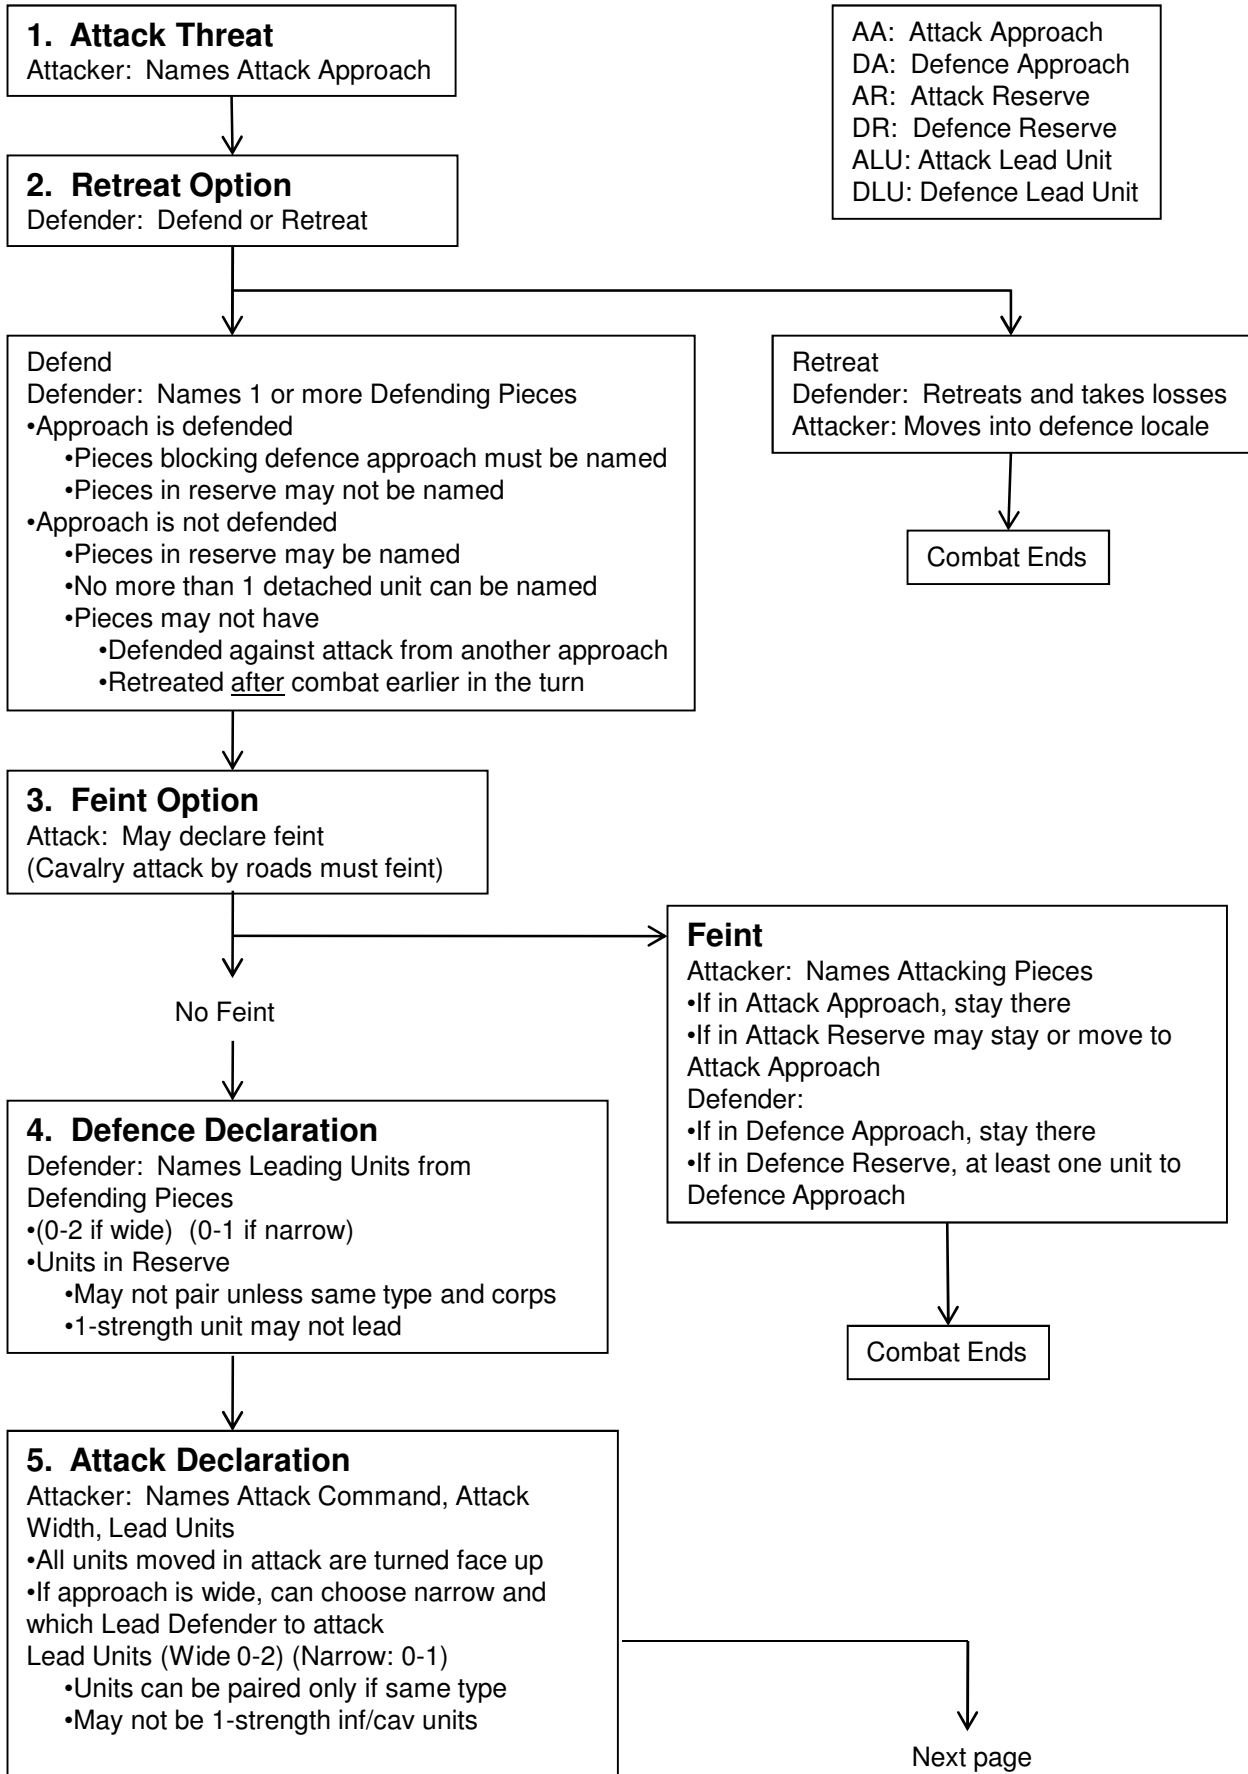 1. Attack Threat
Attacker: Names Attack Approach
AA: Attack Approach
DA: Defence Approach
AR: Attack Reserve
DR: Defence Reserve
ALU: Attack Lead Unit
DLU: Defence Lead Unit
2. Retreat Option
Defender: Defend or Retreat
Defend
Defender: Names 1 or more Defending Pieces
•Approach is defended
•Pieces blocking defence approach must be named
•Pieces in reserve may not be named
•Approach is not defended
•Pieces in reserve may be named
•No more than 1 detached unit can be named
•Pieces may not have
•Defended against attack from another approach
•Retreated after combat earlier in the turn
Retreat
Defender: Retreats and takes losses
Attacker: Moves into defence locale
Combat Ends
3. Feint Option
Attack: May declare feint
(Cavalry attack by roads must feint)
No Feint
Feint
Attacker: Names Attacking Pieces
•If in Attack Approach, stay there
•If in Attack Reserve may stay or move to
Attack Approach
Defender:
•If in Defence Approach, stay there
•If in Defence Reserve, at least one unit to
Defence Approach
Combat Ends
4. Defence Declaration
Defender: Names Leading Units from
Defending Pieces
•(0-2 if wide) (0-1 if narrow)
•Units in Reserve
•May not pair unless same type and corps
•1-strength unit may not lead
5. Attack Declaration
Attacker: Names Attack Command, Attack
Width, Lead Units
•All units moved in attack are turned face up
•If approach is wide, can choose narrow and
which Lead Defender to attack
Lead Units (Wide 0-2) (Narrow: 0-1)
•Units can be paired only if same type
•May not be 1-strength inf/cav units
Next page